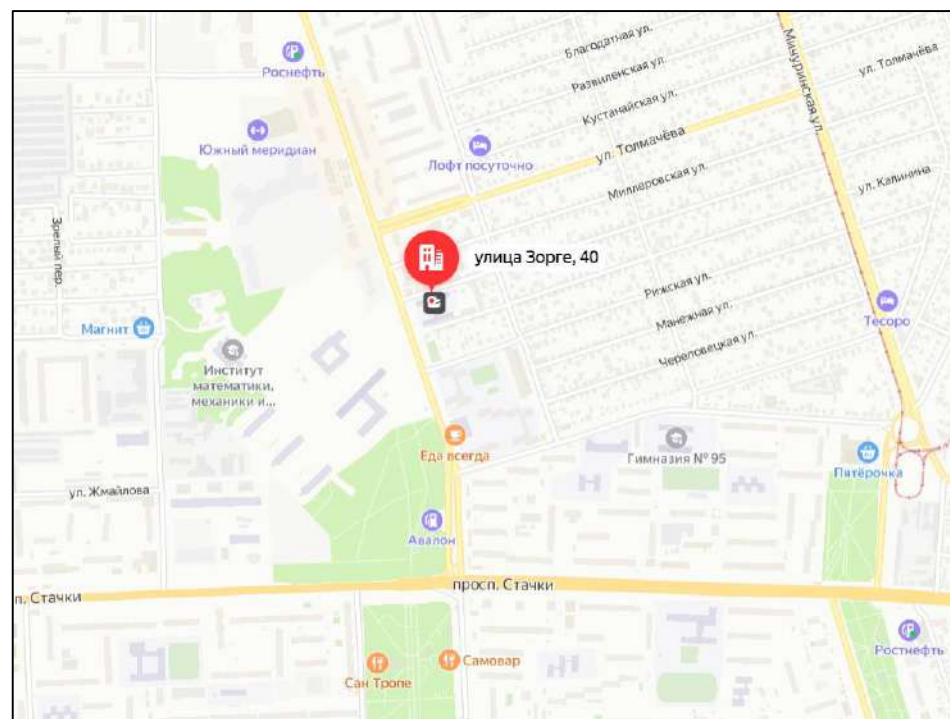 Благодатная ул.
Развиленская ул.
Кустанайская ул.
Мичуринская ул.
ул. Толмачёва
Роснефть
Южный меридиан
Лофт посуточно
ул. Толмачёва
Миллеровская ул.
ул. Калинина
Зрелый пер.
улица Зорге, 40
Рижская ул.
Манежная ул.
Череповецкая ул.
Тесоро
Магнит
Институт
математики,
механики и...
Еда всегда
Гимназия № 95
Пятёрочка
ул. Жмайлова
Авалон
просп. Стачки
п. Стачки
Ростнефть
Самовар
Сан Тропе